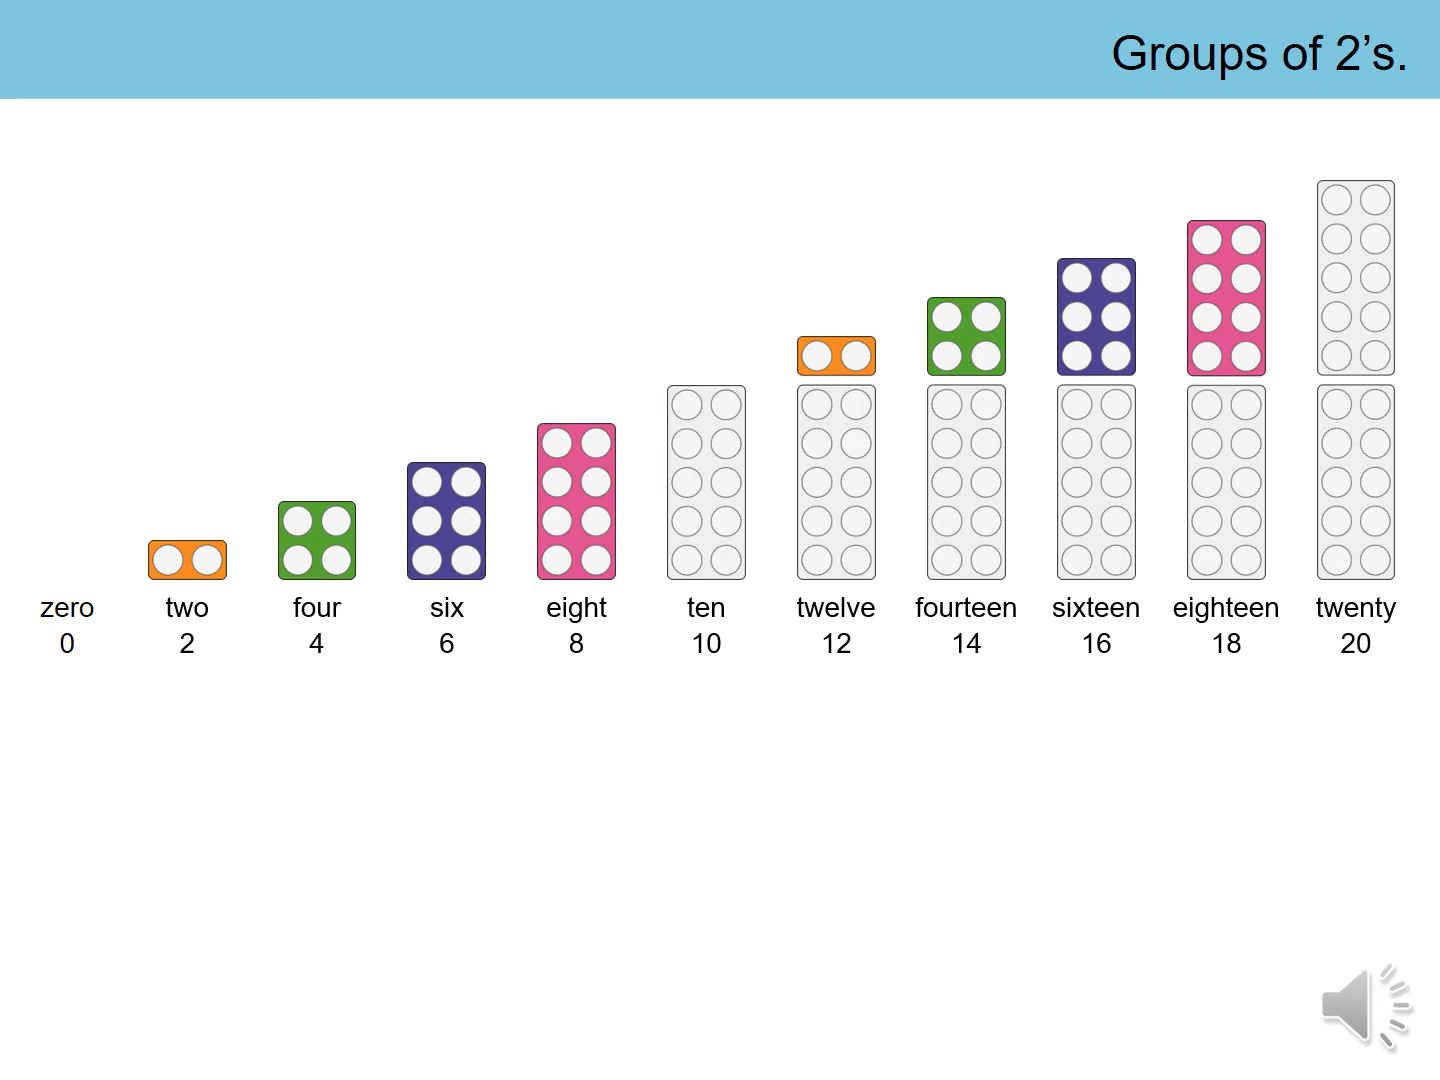 Groups of 2’s.
zero two four six eight ten twelve fourteen sixteen eighteen twenty
0 2 4 6 8 10 12 14 16 18 20